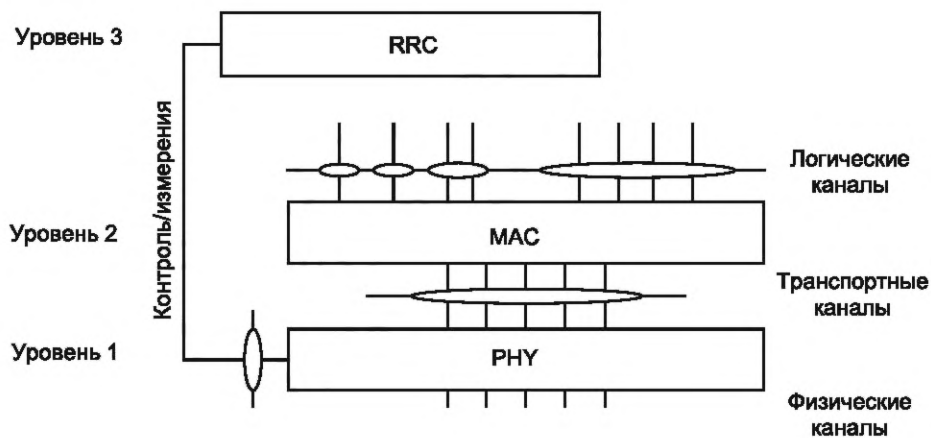 Уровень 3
RRC
Контроль/измерения
Логические
каналы
Уровень 2
MAC
Транспортные
каналы
Уровень 1
PHY
Физические
каналы